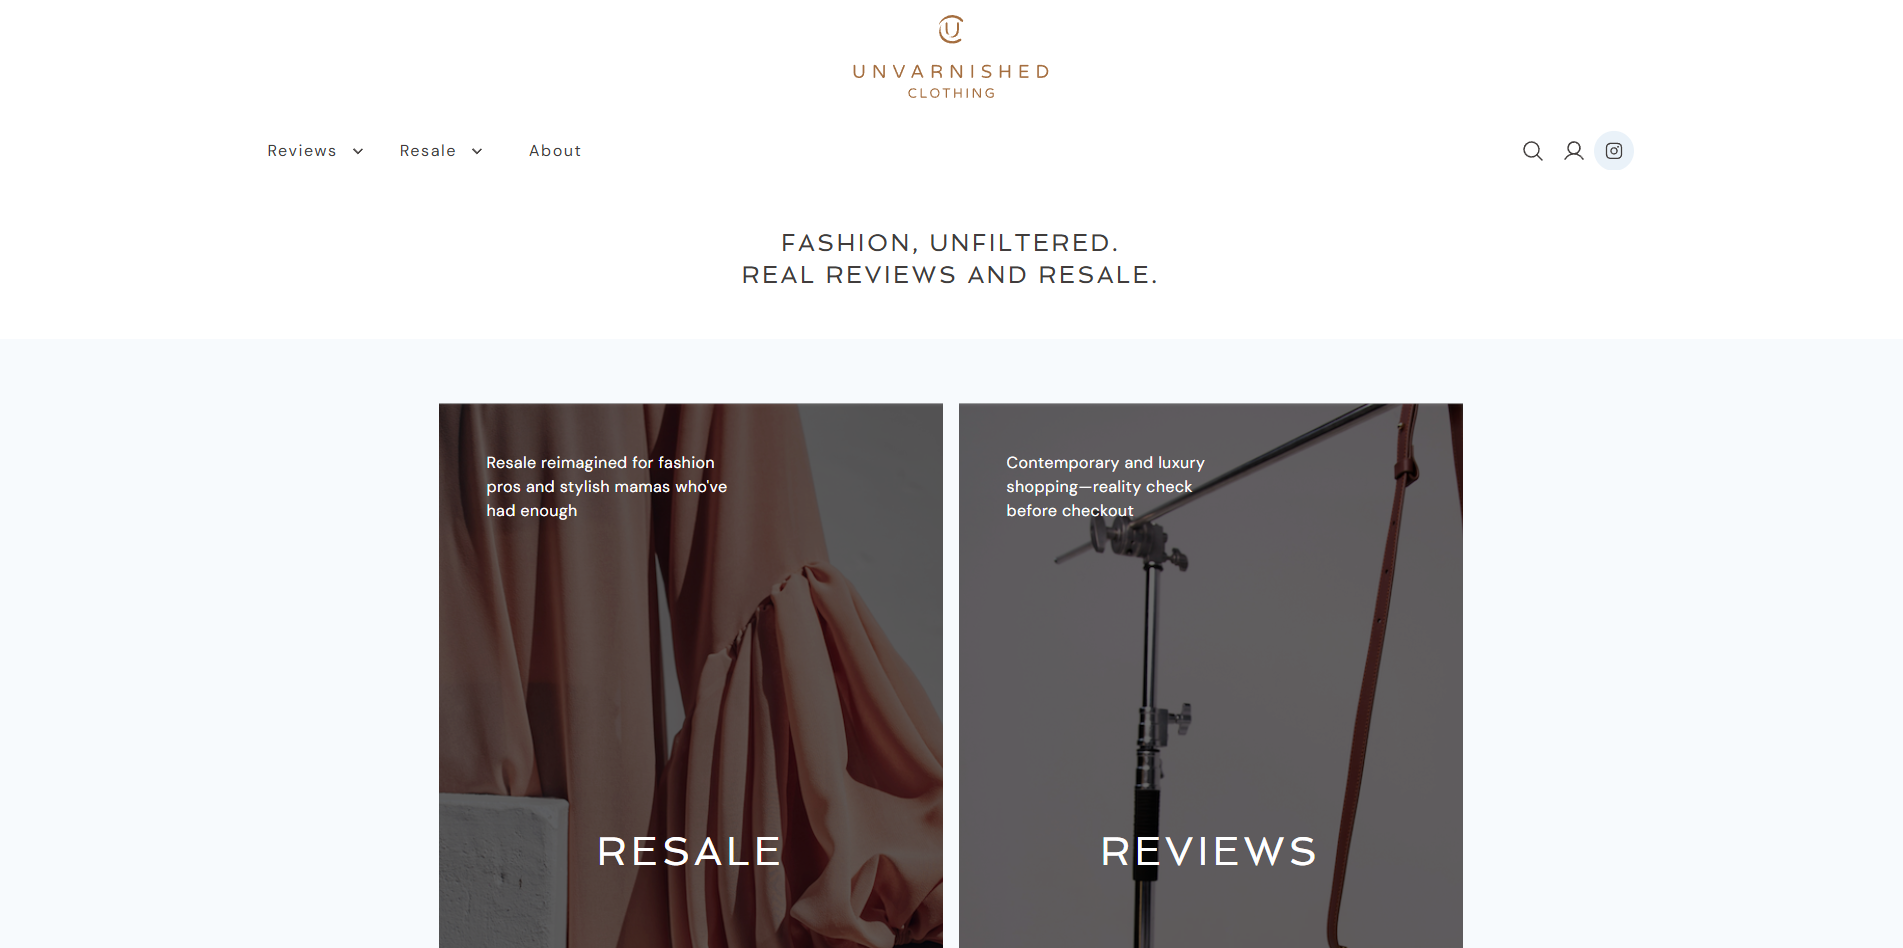 UNVARNISHED
CLOTHING
Reviews
Resale
About
FASHION, UNFILTERED.
REAL REVIEWS AND RESALE.
Resale reimagined for fashion
pros and stylish mamas who've
had enough
RESALE
Contemporary and luxury
shopping—reality check
before checkout
REVIEWS